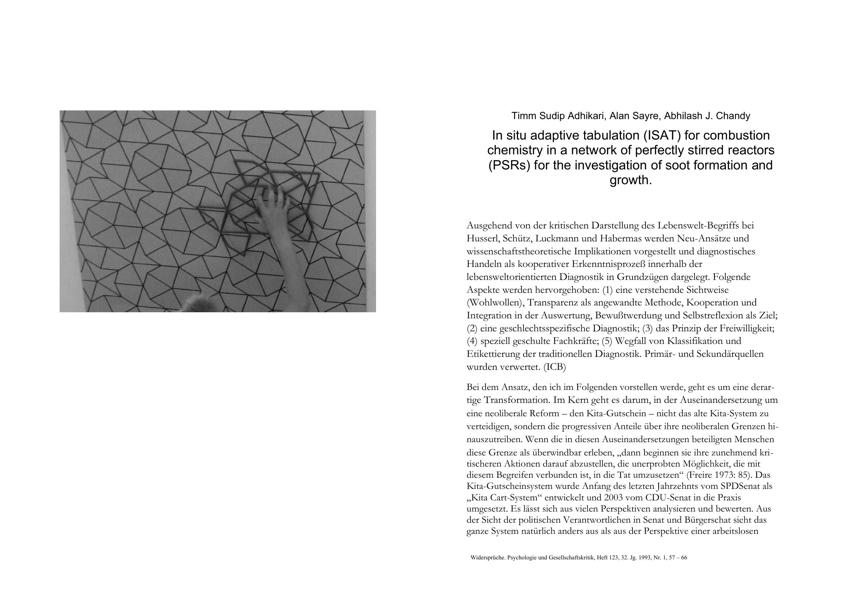 Timm Sudip Adhikari, Alan Sayre, Abhilash J. Chandy
In situ adaptive tabulation (ISAT) for combustion
chemistry in a network of perfectly stirred reactors
(PSRs) for the investigation of soot formation and
growth.
Ausgehend von der kritischen Darstellung des Lebenswelt-Begriffs bei
Husserl, Schütz, Luckmann und Habermas werden Neu-Ansätze und
wissenschaftstheoretische Implikationen vorgestellt und diagnostisches
Handeln als kooperativer Erkenntnisprozeß innerhalb der
lebensweltorientierten Diagnostik in Grundzügen dargelegt. Folgende
Aspekte werden hervorgehoben: (1) eine verstehende Sichtweise
(Wohlwollen), Transparenz als angewandte Methode, Kooperation und
Integration in der Auswertung, Bewußtwerdung und Selbstreflexion als Ziel;
(2) eine geschlechtsspezifische Diagnostik; (3) das Prinzip der Freiwilligkeit;
(4) speziell geschulte Fachkräfte; (5) Wegfall von Klassifikation und
Etikettierung der traditionellen Diagnostik. Primär- und Sekundärquellen
wurden verwertet. (ICB)
Bei dem Ansatz, den ich im Folgenden vorstellen werde, geht es um eine derar-
tige Transformation. Im Kern geht es darum, in der Auseinandersetzung um
eine neoliberale Reform – den Kita-Gutschein – nicht das alte Kita-System zu
verteidigen, sondern die progressiven Anteile über ihre neoliberalen Grenzen hi-
nauszutreiben. Wenn die in diesen Auseinandersetzungen beteiligten Menschen
diese Grenze als überwindbar erleben, „dann beginnen sie ihre zunehmend kri-
tischeren Aktionen darauf abzustellen, die unerprobten Möglichkeit, die mit
diesem Begreifen verbunden ist, in die Tat umzusetzen“ (Freire 1973: 85). Das
Kita-Gutscheinsystem wurde Anfang des letzten Jahrzehnts vom SPDSenat als
„Kita Cart-System“ entwickelt und 2003 vom CDU-Senat in die Praxis
umgesetzt. Es lässt sich aus vielen Perspektiven analysieren und bewerten. Aus
der Sicht der politischen Verantwortlichen in Senat und Bürgerschat sieht das
ganze System natürlich anders aus als aus der Perspektive einer arbeitslosen
Widersprüche. Psychologie und Gesellschaftskritik, Heft 123, 32. Jg. 1993, Nr. 1, 57 – 66